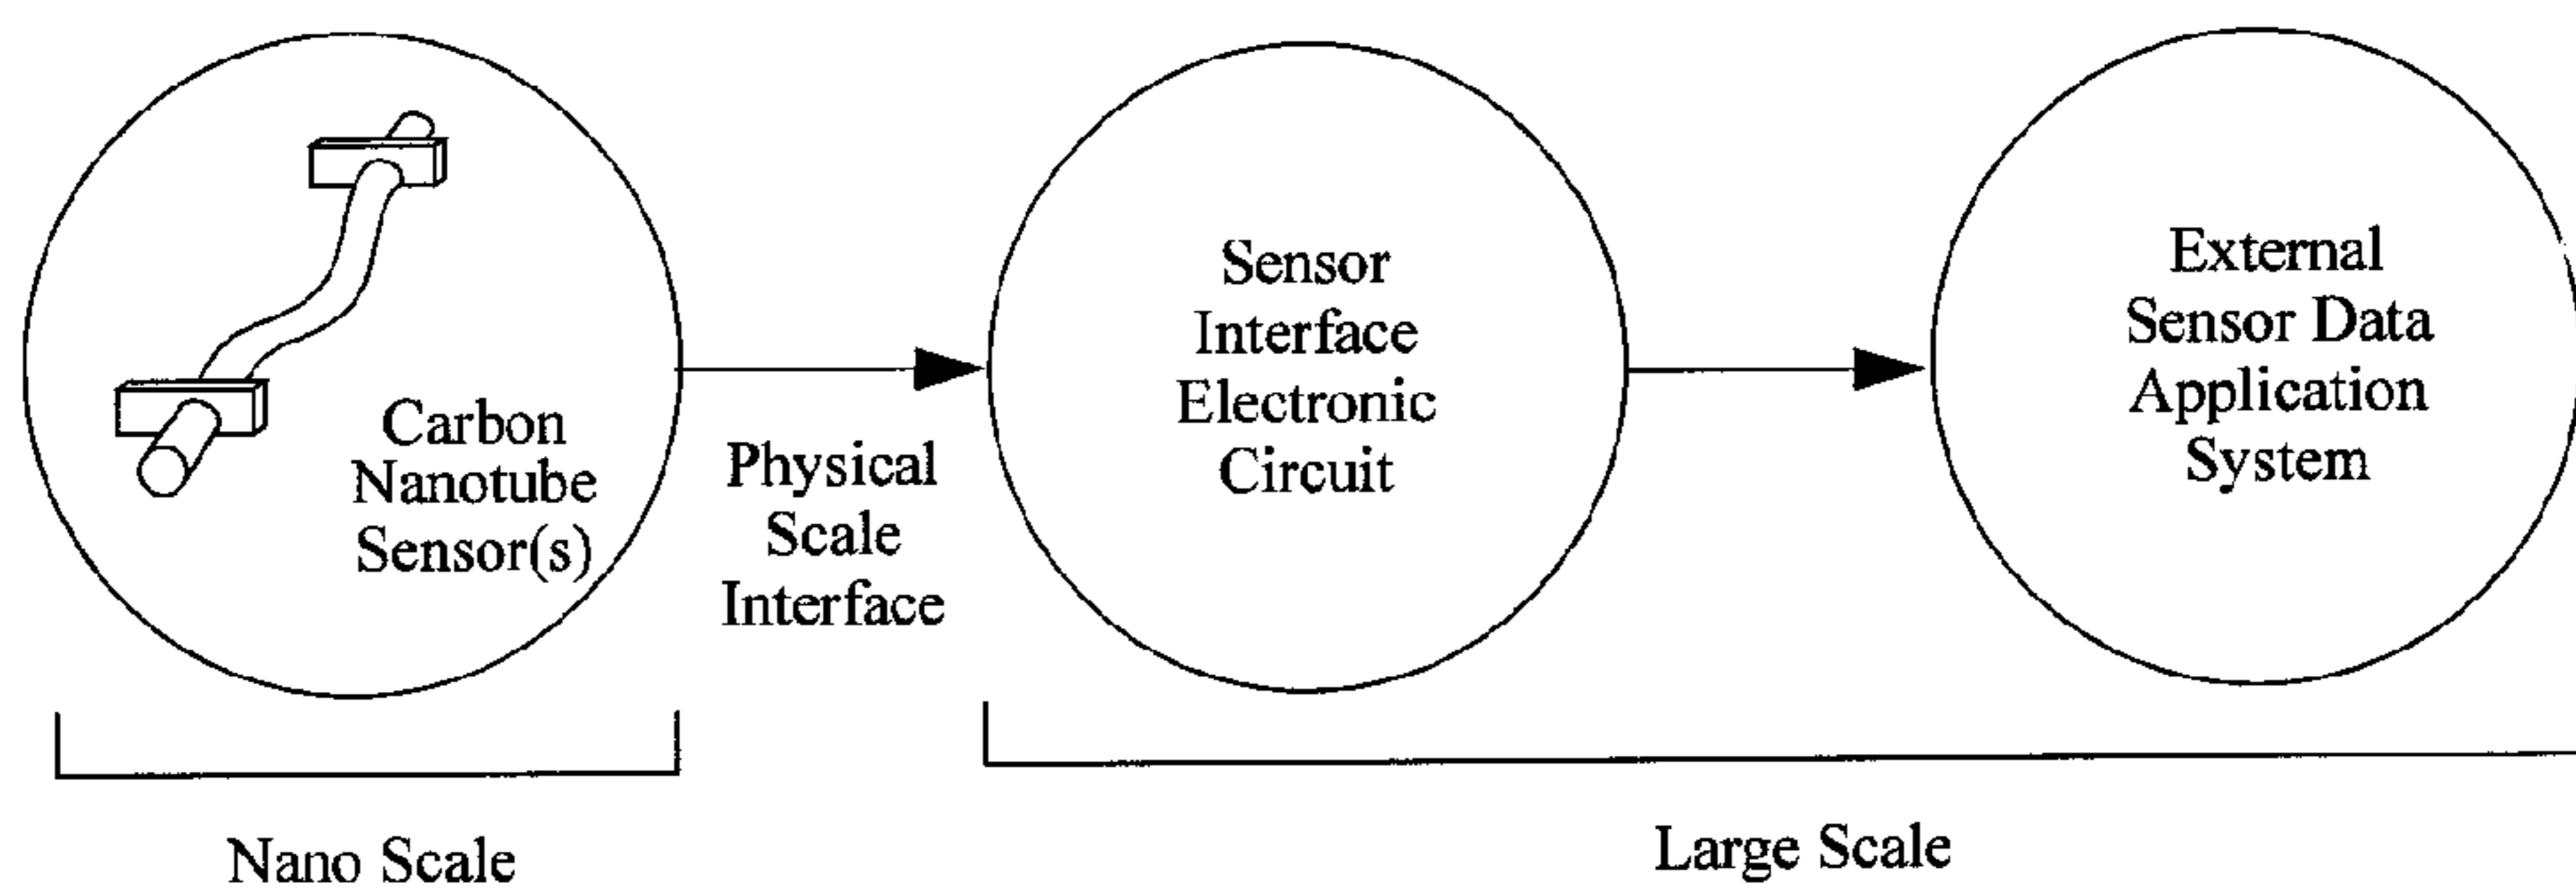 Carbon
Nanotube
Sensor(s)
Physical
Scale
Interface
Sensor
Interface
Electronic
Circuit
External
Sensor Data
Application
System
Nano Scale
Large Scale